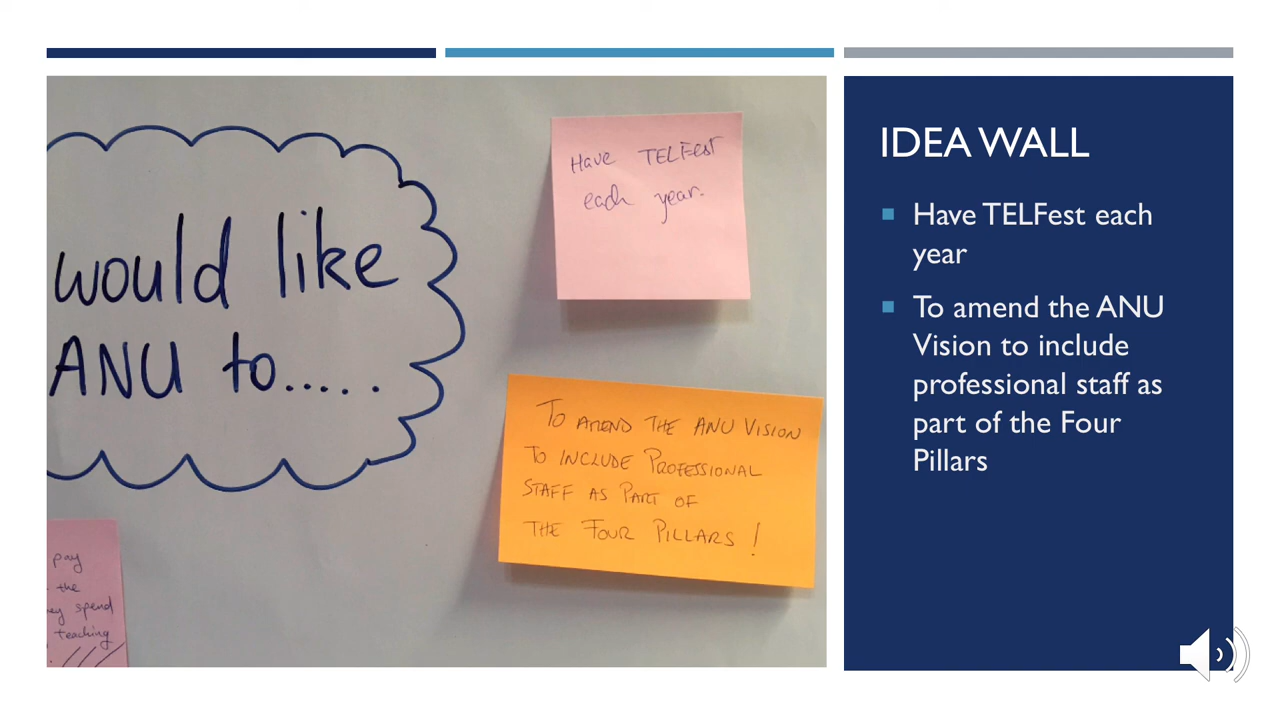 would like
ANU to.....
Have TELFest
each year.
TO AMEND THE ANU VISION
TO INCLUDE PROFESSIONAL
STAFF AS PART OF
THE FOUR PILLARS!
pay
the
spend
teaching
IDEA WALL
Have TELFest each
year
To amend the ANU
Vision to include
professional staff as
part of the Four
Pillars